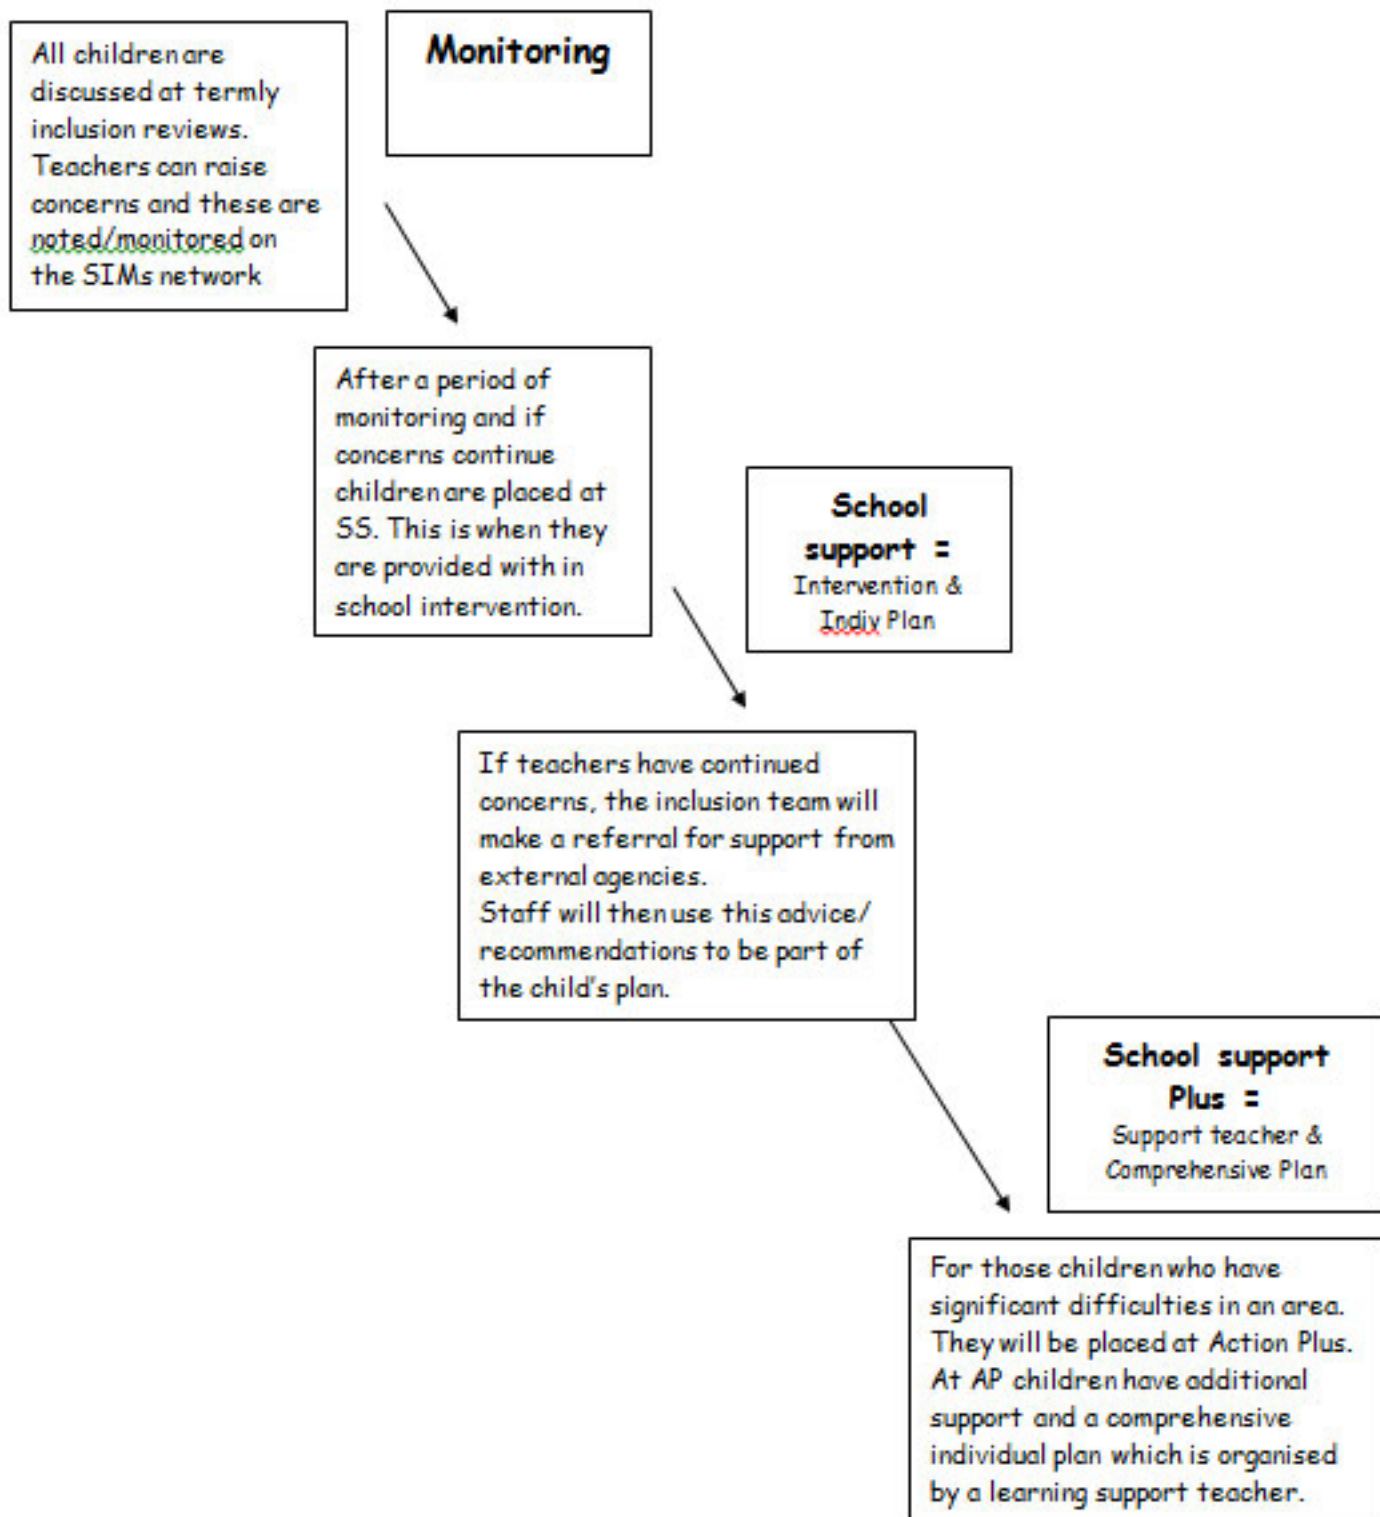 All children are
discussed at termly
inclusion reviews.
Teachers can raise
concerns and these are
noted/monitored on
the SIMs network
Monitoring
After a period of
monitoring and if
concerns continue
children are placed at
SS. This is when they
are provided with in
school intervention.
School
support =
Intervention &
Indiv Plan
If teachers have continued
concerns, the inclusion team will
make a referral for support from
external agencies.
Staff will then use this advice/
recommendations to be part of
the child's plan.
School support
Plus =
Support teacher &
Comprehensive Plan
For those children who have
significant difficulties in an area.
They will be placed at Action Plus.
At AP children have additional
support and a comprehensive
individual plan which is organised
by a learning support teacher.